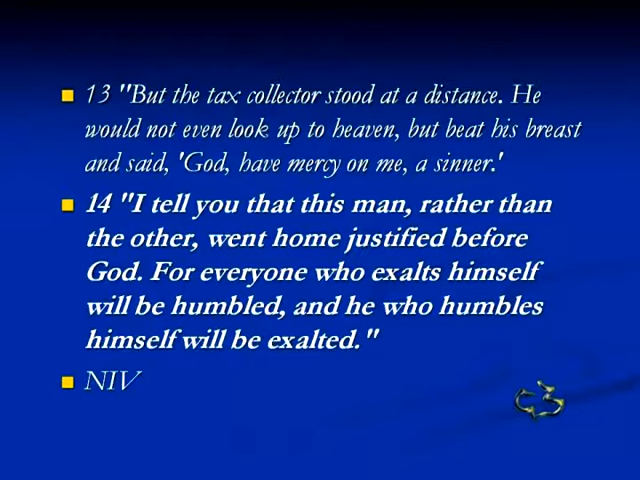 13 "But the tax collector stood at a distance. He
would not even look up to heaven, but beat his breast
and said, 'God, have mercy on me, a sinner.'
14 "I tell you that this man, rather than
the other, went home justified before
God. For everyone who exalts himself
will be humbled, and he who humbles
himself will be exalted."
NIV